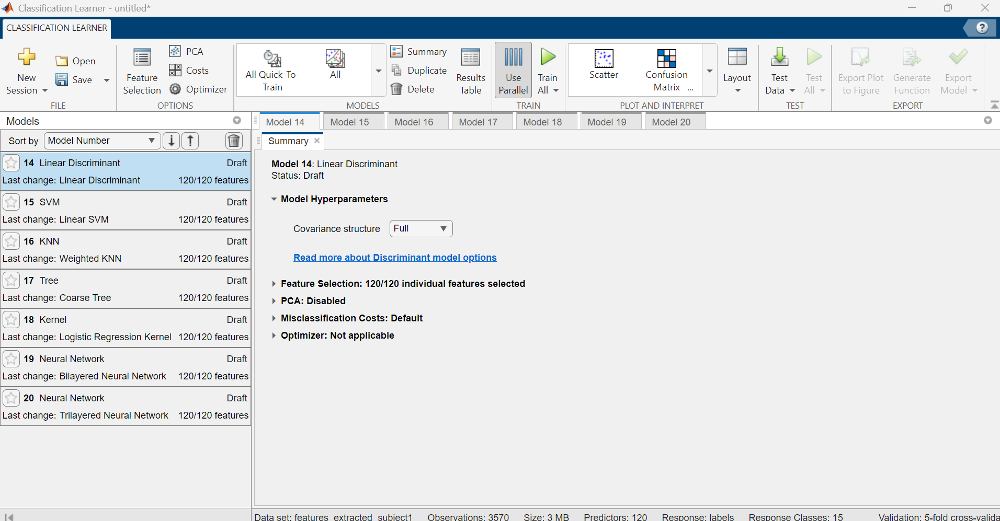 Classification Learner - untitled*
CLASSIFICATION LEARNER
?
New Session
Open
Save
FILE
Feature Selection
PCA
Costs
Optimizer
OPTIONS
All Quick-To-Train
All
Summary
Duplicate
Delete
Results Table
MODELS
Use Parallel
Train All
TRAIN
Scatter
Confusion Matrix ...
Layout
PLOT AND INTERPRET
Test Data
Test All
TEST
Export Plot to Figure
Generate Function
Export Model
EXPORT
Models
Sort by Model Number
14 Linear Discriminant Draft
Last change: Linear Discriminant 120/120 features
15 SVM Draft
Last change: Linear SVM 120/120 features
16 KNN Draft
Last change: Weighted KNN 120/120 features
17 Tree Draft
Last change: Coarse Tree 120/120 features
18 Kernel Draft
Last change: Logistic Regression Kernel 120/120 features
19 Neural Network Draft
Last change: Bilayered Neural Network 120/120 features
20 Neural Network Draft
Last change: Trilayered Neural Network 120/120 features
Model 14 Model 15 Model 16 Model 17 Model 18 Model 19 Model 20
Summary
Model 14: Linear Discriminant
Status: Draft
Model Hyperparameters
Covariance structure Full
Read more about Discriminant model options
Feature Selection: 120/120 individual features selected
PCA: Disabled
Misclassification Costs: Default
Optimizer: Not applicable
Data set: features_extracted_subject1 Observations: 3570 Size: 3 MB Predictors: 120 Response: labels Response Classes: 15 Validation: 5-fold cross-valida